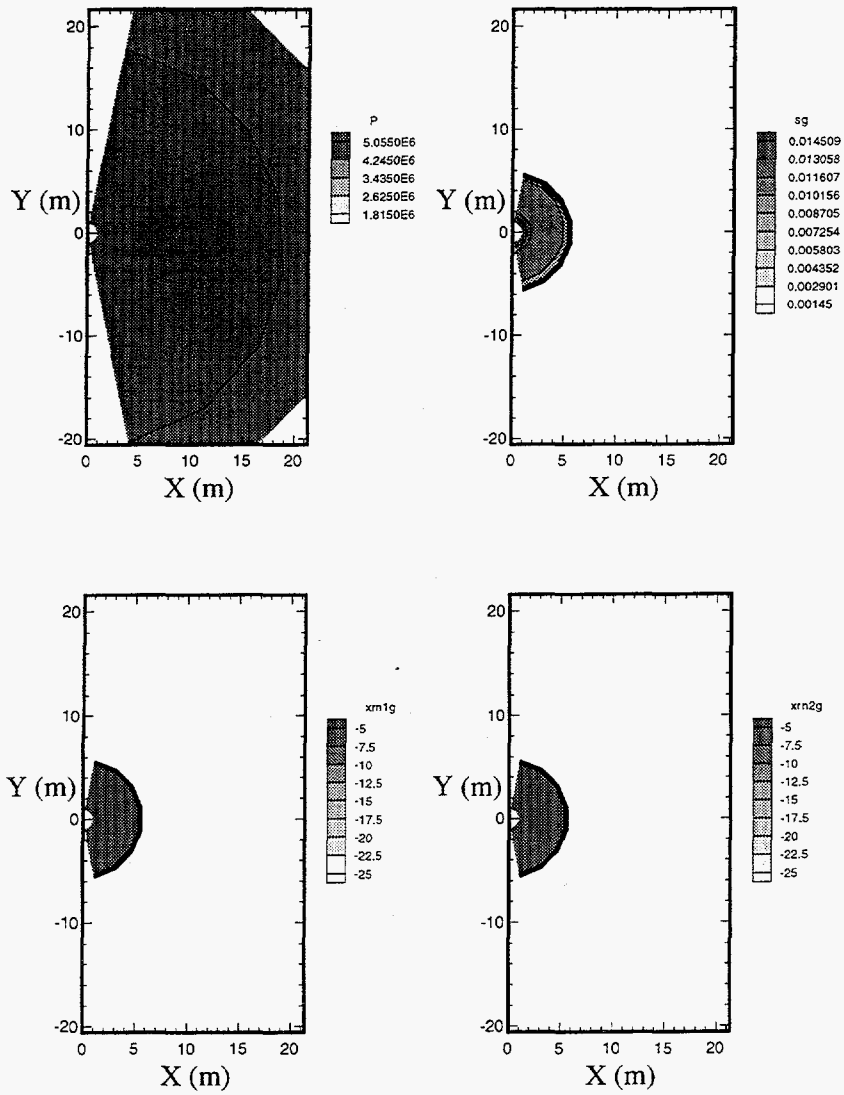 P
5.0550E6
4.2450E6
3.4350E6
2.6250E6
1.8150E6
20
10
Y (m)
0
-10
-20
0 5 10 15 20
X (m)
sg
0.014509
0.013058
0.011607
0.010156
0.008705
0.007254
0.005803
0.004352
0.002901
0.00145
20
10
Y (m)
0
-10
-20
0 5 10 15 20
X (m)
xrn1g
-5
-7.5
-10
-12.5
-15
-17.5
-20
-22.5
-25
20
10
Y (m)
0
-10
-20
0 5 10 15 20
X (m)
xrn2g
-5
-7.5
-10
-12.5
-15
-17.5
-20
-22.5
-25
20
10
Y (m)
0
-10
-20
0 5 10 15 20
X (m)